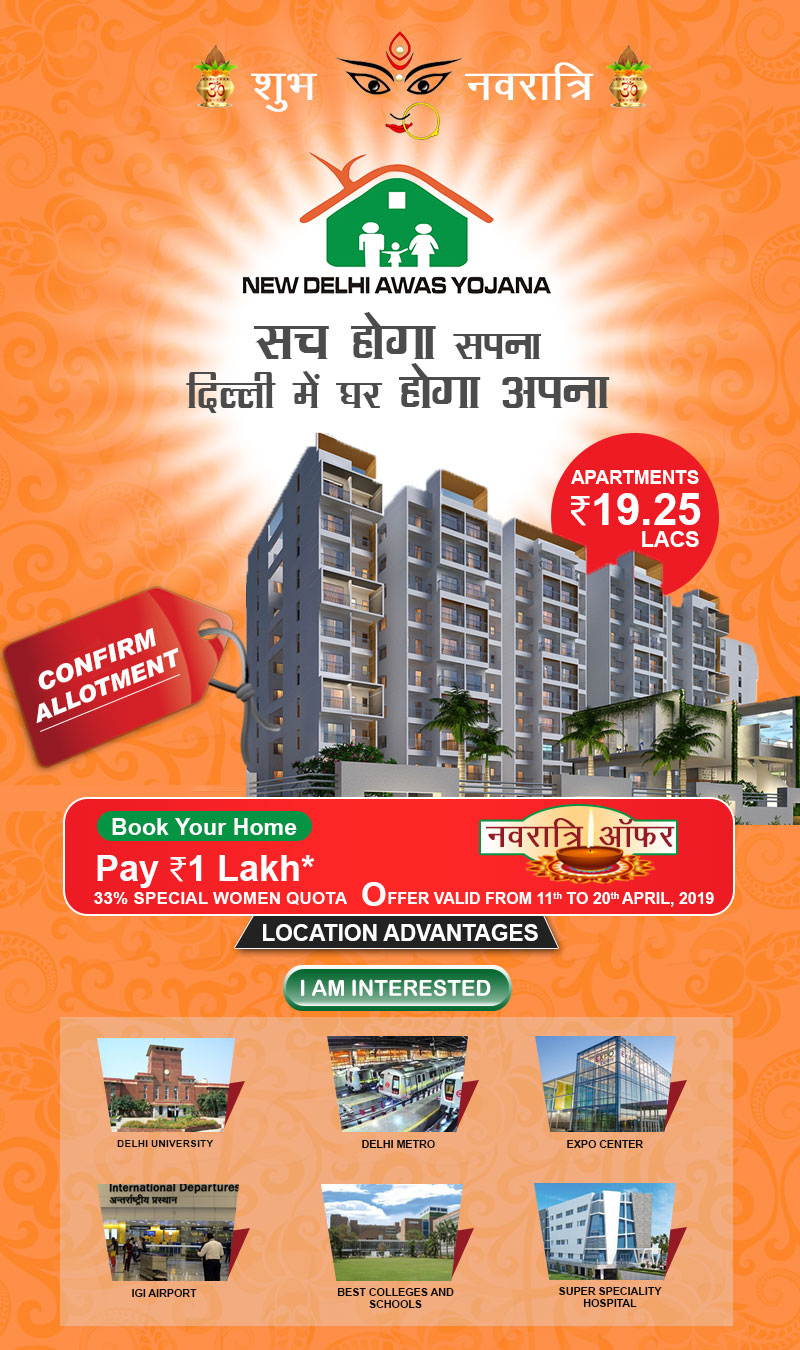 शुभ नवरात्रि
NEW DELHI AWAS YOJANA
सच होगा सपना
दिल्ली में घर होगा अपना
APARTMENTS
₹19.25
LACS
CONFIRM
ALLOTMENT
Book Your Home
नवरात्रि ऑफर
Pay ₹1 Lakh*
33% SPECIAL WOMEN QUOTA OFFER VALID FROM 11th TO 20th APRIL, 2019
LOCATION ADVANTAGES
I AM INTERESTED
DELHI UNIVERSITY
DELHI METRO
EXPO CENTER
International Departures
अन्तर्राष्ट्रीय प्रस्थान
IGI AIRPORT
BEST COLLEGES AND
SCHOOLS
SUPER SPECIALITY
HOSPITAL